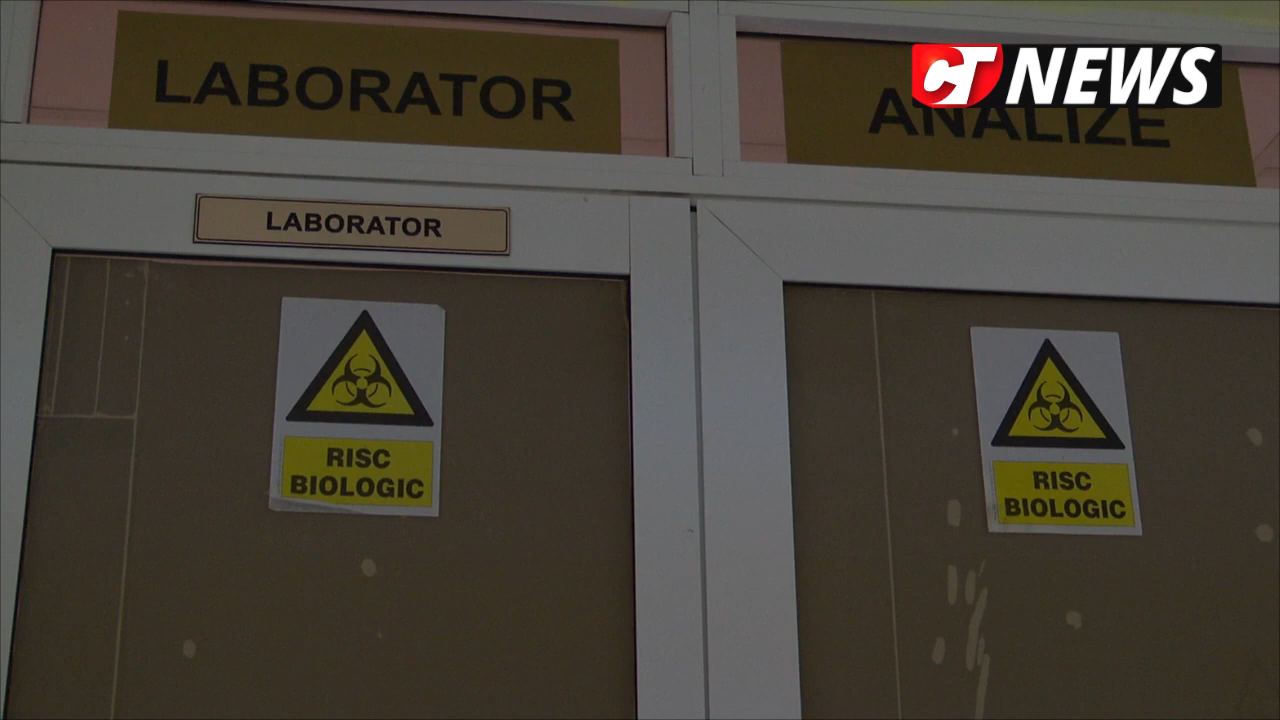 LABORATOR
ANALIZE
CT NEWS
LABORATOR
RISC
BIOLOGIC
RISC
BIOLOGIC